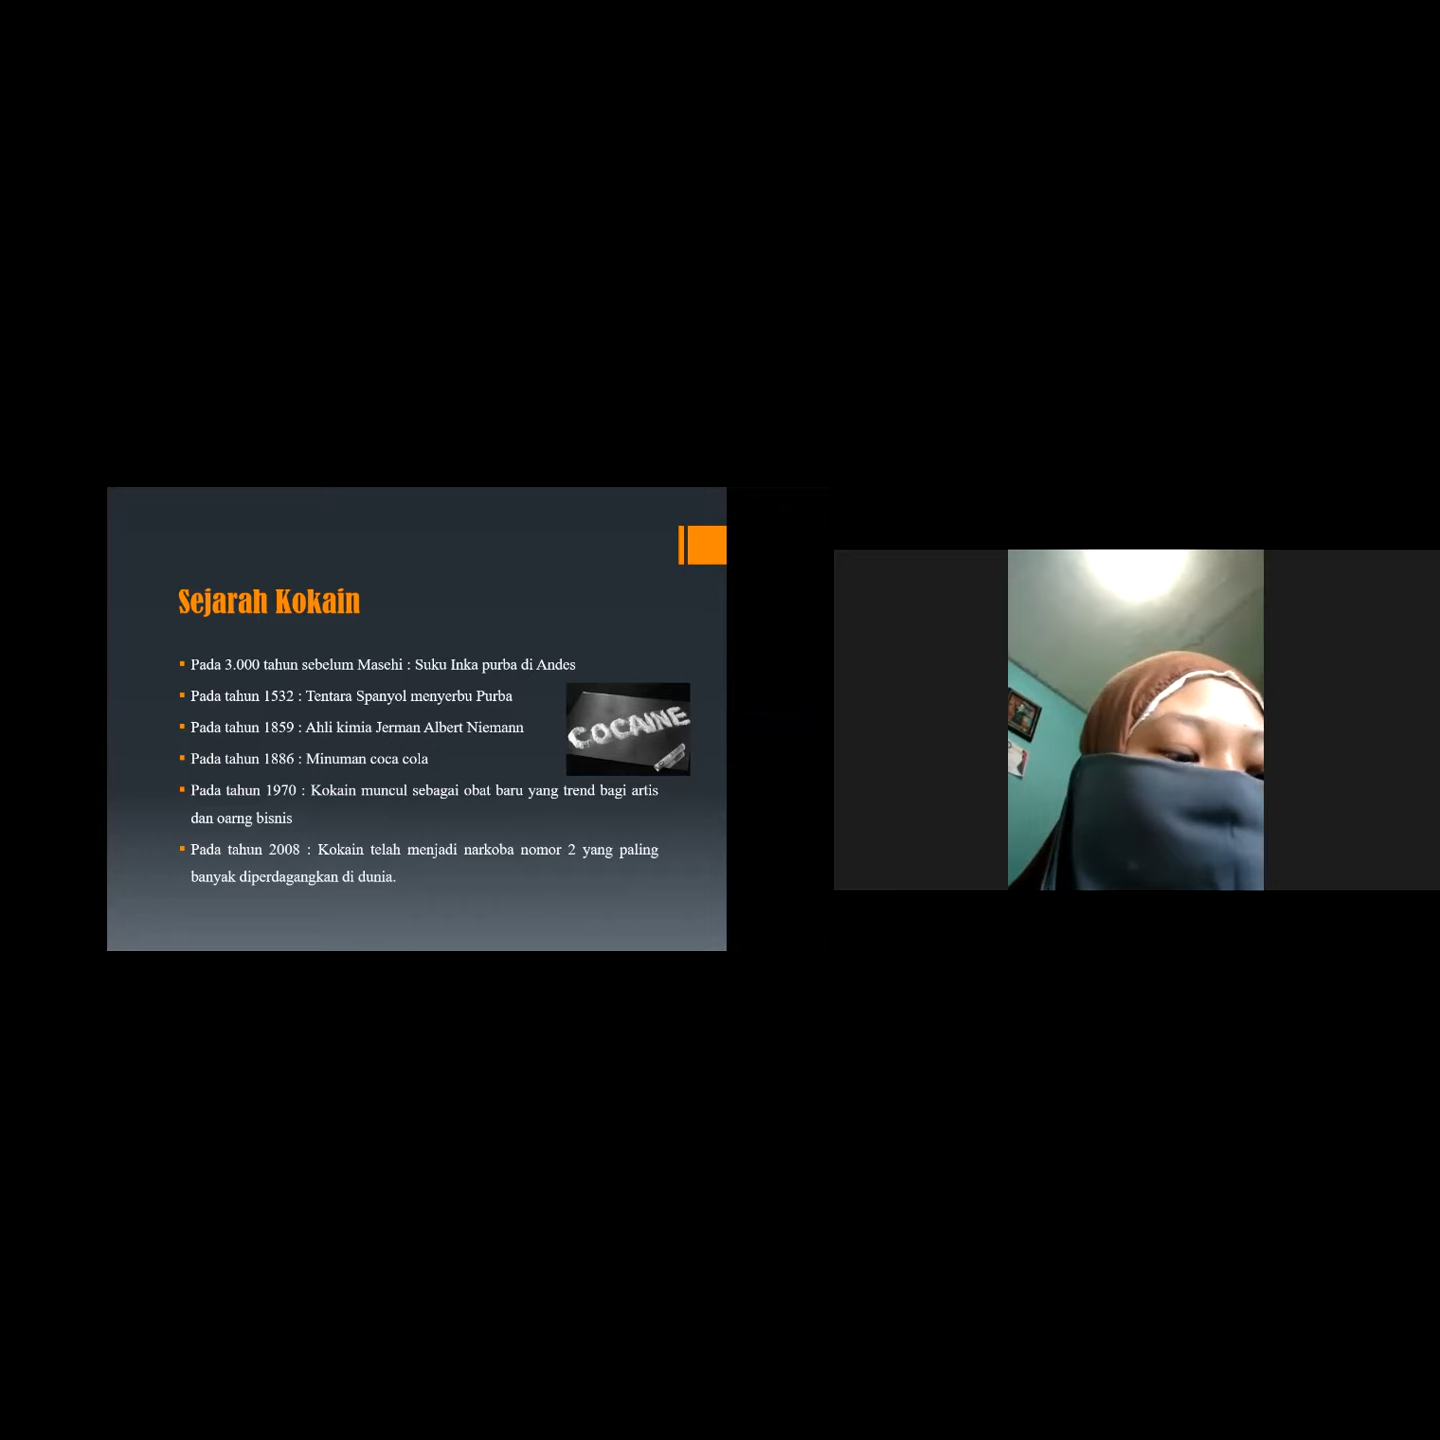 Sejarah Kokain
Pada 3.000 tahun sebelum Masehi : Suku Inka purba di Andes
Pada tahun 1532 : Tentara Spanyol menyerbu Purba
Pada tahun 1859 : Ahli kimia Jerman Albert Niemann
Pada tahun 1886 : Minuman coca cola
COCAINE
Pada tahun 1970 : Kokain muncul sebagai obat baru yang trend bagi artis
dan oarng bisnis
Pada tahun 2008 : Kokain telah menjadi narkoba nomor 2 yang paling
banyak diperdagangkan di dunia.